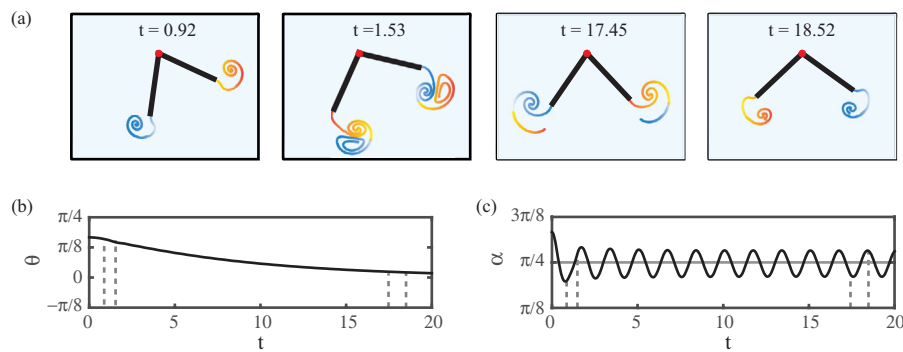 (a)
t = 0.92
t =1.53
t = 17.45
t = 18.52
(b)
π/4
π/8
0
−π/8
θ
0 5 10 15 20
t
(c)
3π/8
π/4
π/8
α
0 5 10 15 20
t